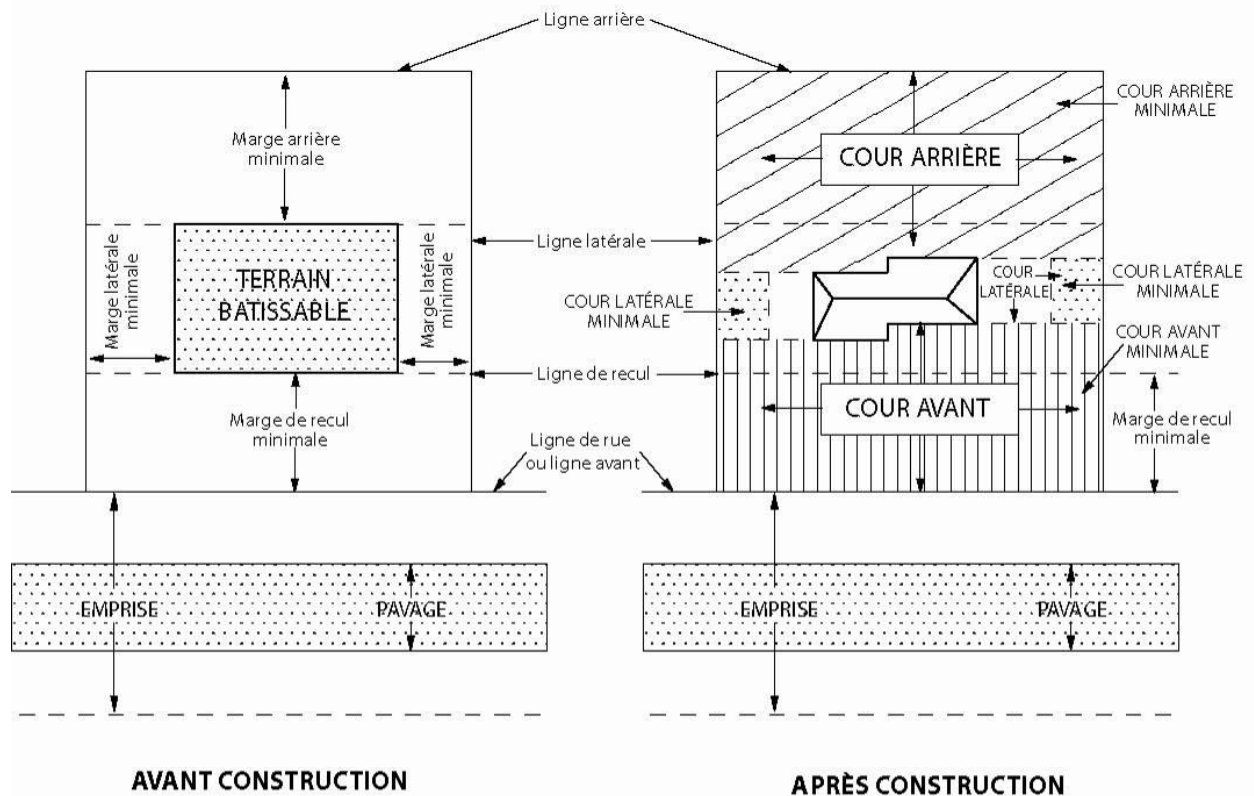 Ligne arrière
Marge arrière
minimale
Marge latérale
minimale
TERRAIN
BATISSABLE
Marge latérale
minimale
Marge de recul
minimale
Ligne latérale
Ligne de recul
Ligne de rue
ou ligne avant
EMPRISE
PAVAGE
AVANT CONSTRUCTION
COUR ARRIÈRE
MINIMALE
COUR ARRIÈRE
COUR LATÉRALE
MINIMALE
COUR
LATÉRALE
COUR LATÉRALE
MINIMALE
COUR AVANT
MINIMALE
COUR AVANT
Marge de recul
minimale
EMPRISE
PAVAGE
APRÈS CONSTRUCTION